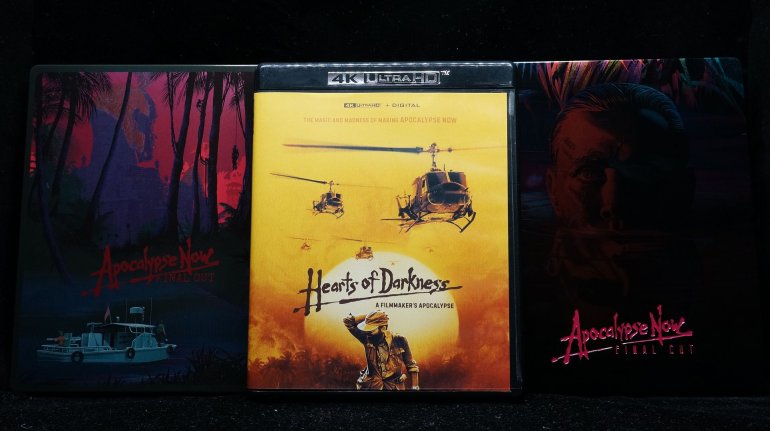 Apocalypse Now
FINAL CUT
4K ULTRA HD™
4K ULTRA HD + DIGITAL
THE MAGIC AND MADNESS OF MAKING APOCALYPSE NOW
Hearts of Darkness
A FILMMAKER'S APOCALYPSE
Apocalypse Now
FINAL CUT